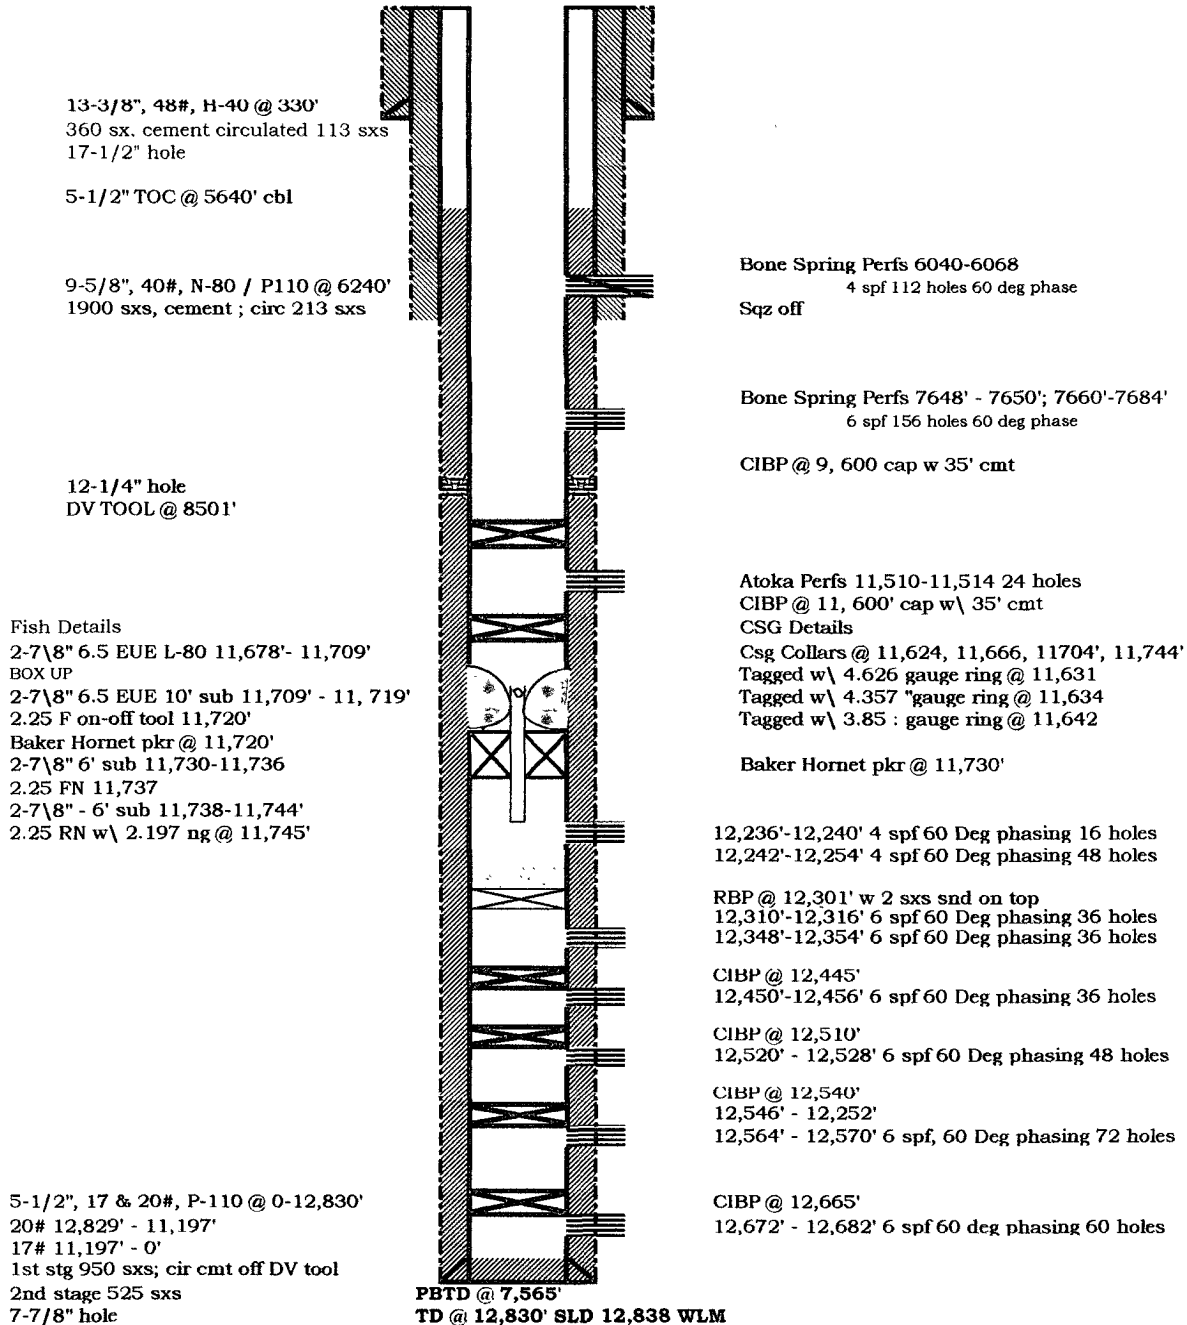 13-3/8", 48#, H-40 @ 330'
360 sx. cement circulated 113 sxs
17-1/2" hole
5-1/2" TOC @ 5640' cbl
9-5/8", 40#, N-80 / P110 @ 6240'
1900 sxs, cement ; circ 213 sxs
12-1/4" hole
DV TOOL @ 8501'
Fish Details
2-7\8" 6.5 EUE L-80 11,678'- 11,709'
BOX UP
2-7\8" 6.5 EUE 10' sub 11,709' - 11, 719'
2.25 F on-off tool 11,720'
Baker Hornet pkr @ 11,720'
2-7\8" 6' sub 11,730-11,736
2.25 FN 11,737
2-7\8" - 6' sub 11,738-11,744'
2.25 RN w\ 2.197 ng @ 11,745'
5-1/2", 17 & 20#, P-110 @ 0-12,830'
20# 12,829' - 11,197'
17# 11,197' - 0'
1st stg 950 sxs; cir cmt off DV tool
2nd stage 525 sxs
7-7/8" hole
Bone Spring Perfs 6040-6068
4 spf 112 holes 60 deg phase
Sqz off
Bone Spring Perfs 7648' - 7650'; 7660'-7684'
6 spf 156 holes 60 deg phase
CIBP @ 9, 600 cap w 35' cmt
Atoka Perfs 11,510-11,514 24 holes
CIBP @ 11, 600' cap w\ 35' cmt
CSG Details
Csg Collars @ 11,624, 11,666, 11704', 11,744'
Tagged w\ 4.626 gauge ring @ 11,631
Tagged w\ 4.357 "gauge ring @ 11,634
Tagged w\ 3.85 : gauge ring @ 11,642
Baker Hornet pkr @ 11,730'
12,236'-12,240' 4 spf 60 Deg phasing 16 holes
12,242'-12,254' 4 spf 60 Deg phasing 48 holes
RBP @ 12,301' w 2 sxs snd on top
12,310'-12,316' 6 spf 60 Deg phasing 36 holes
12,348'-12,354' 6 spf 60 Deg phasing 36 holes
CIBP @ 12,445'
12,450'-12,456' 6 spf 60 Deg phasing 36 holes
CIBP @ 12,510'
12,520' - 12,528' 6 spf 60 Deg phasing 48 holes
CIBP @ 12,540'
12,546' - 12,252'
12,564' - 12,570' 6 spf, 60 Deg phasing 72 holes
CIBP @ 12,665'
12,672' - 12,682' 6 spf 60 deg phasing 60 holes
PBTD @ 7,565'
TD @ 12,830' SLD 12,838 WLM